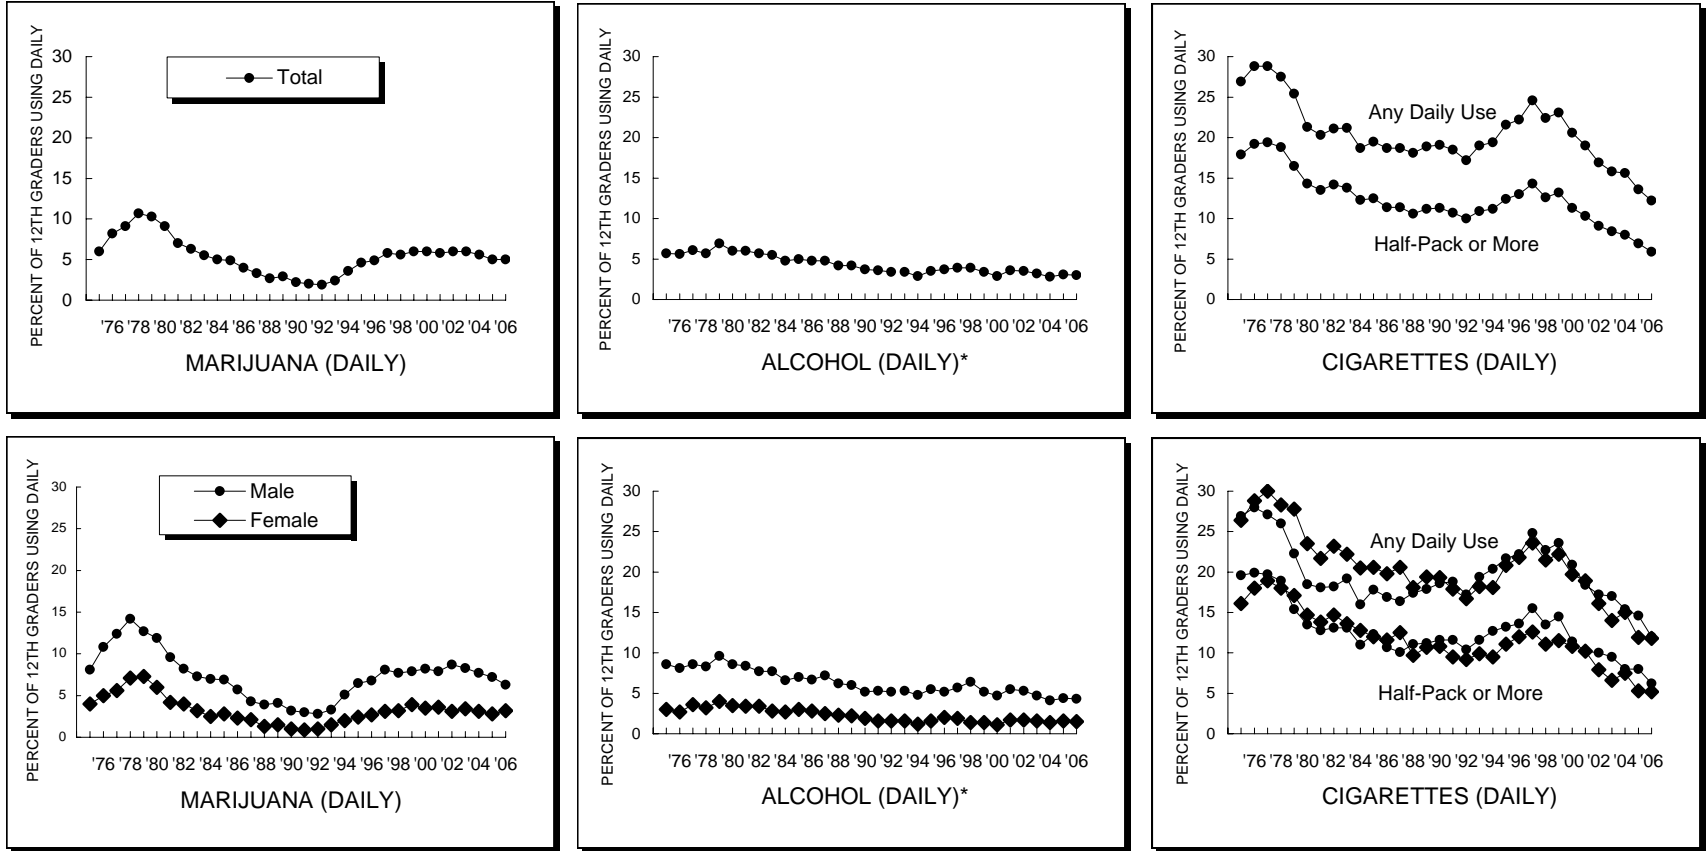 PERCENT OF 12TH GRADERS USING DAILY
30
25
20
15
10
5
0
Total
'76 '78 '80 '82 '84 '86 '88 '90 '92 '94 '96 '98 '00 '02 '04 '06
MARIJUANA (DAILY)
PERCENT OF 12TH GRADERS USING DAILY
30
25
20
15
10
5
0
'76 '78 '80 '82 '84 '86 '88 '90 '92 '94 '96 '98 '00 '02 '04 '06
ALCOHOL (DAILY)*
PERCENT OF 12TH GRADERS USING DAILY
30
25
20
15
10
5
0
Any Daily Use
Half-Pack or More
'76 '78 '80 '82 '84 '86 '88 '90 '92 '94 '96 '98 '00 '02 '04 '06
CIGARETTES (DAILY)
PERCENT OF 12TH GRADERS USING DAILY
30
25
20
15
10
5
0
Male
Female
'76 '78 '80 '82 '84 '86 '88 '90 '92 '94 '96 '98 '00 '02 '04 '06
MARIJUANA (DAILY)
PERCENT OF 12TH GRADERS USING DAILY
30
25
20
15
10
5
0
'76 '78 '80 '82 '84 '86 '88 '90 '92 '94 '96 '98 '00 '02 '04 '06
ALCOHOL (DAILY)*
PERCENT OF 12TH GRADERS USING DAILY
30
25
20
15
10
5
0
Any Daily Use
Half-Pack or More
'76 '78 '80 '82 '84 '86 '88 '90 '92 '94 '96 '98 '00 '02 '04 '06
CIGARETTES (DAILY)